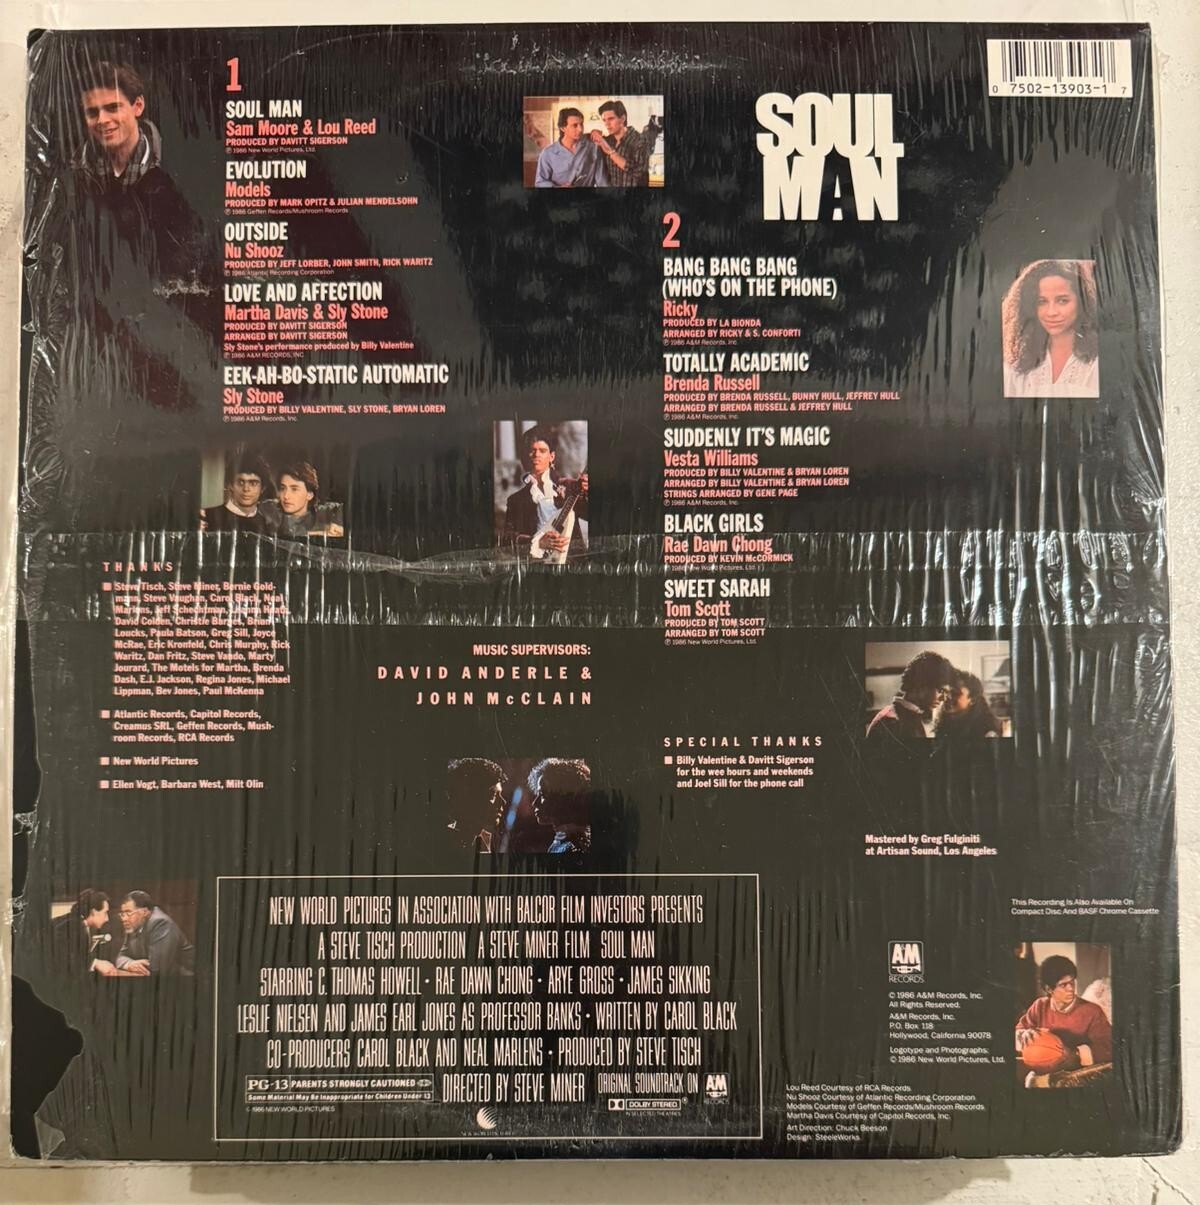 0 7502-13903-1 7
SOUL
MAN
1
SOUL MAN
Sam Moore & Lou Reed
PRODUCED BY DAVITT SIGERSON
℗ 1986 New World Pictures, Ltd.
EVOLUTION
Models
PRODUCED BY MARK OPITZ & JULIAN MENDELSOHN
℗ 1986 Geffen Records/Mushroom Records
OUTSIDE
Nu Shooz
PRODUCED BY JEFF LORBER, JOHN SMITH, RICK WARITZ
℗ 1986 Atlantic Recording Corporation
LOVE AND AFFECTION
Martha Davis & Sly Stone
PRODUCED BY DAVITT SIGERSON
ARRANGED BY DAVITT SIGERSON
Sly Stone's performance produced by Billy Valentine
℗ 1986 A&M RECORDS, INC
EEK-AH-BO-STATIC AUTOMATIC
Sly Stone
PRODUCED BY BILLY VALENTINE, SLY STONE, BRYAN LOREN
℗ 1986 A&M Records, Inc.
2
BANG BANG BANG
(WHO'S ON THE PHONE)
Ricky
PRODUCED BY LA BIONDA
ARRANGED BY RICKY & S. CONFORTI
℗ 1986 A&M Records, Inc.
TOTALLY ACADEMIC
Brenda Russell
PRODUCED BY BRENDA RUSSELL, BUNNY HULL, JEFFREY HULL
ARRANGED BY BRENDA RUSSELL & JEFFREY HULL
℗ 1986 A&M Records, Inc.
SUDDENLY IT'S MAGIC
Vesta Williams
PRODUCED BY BILLY VALENTINE & BRYAN LOREN
ARRANGED BY BILLY VALENTINE & BRYAN LOREN
STRINGS ARRANGED BY GENE PAGE
℗ 1986 A&M Records, Inc.
BLACK GIRLS
Rae Dawn Chong
PRODUCED BY KEVIN McCORMICK
New World Pictures, Ltd.
SWEET SARAH
Tom Scott
PRODUCED BY TOM SCOTT
ARRANGED BY TOM SCOTT
℗ 1986 New World Pictures, Ltd.
THANKS
Steve Tisch, Steve Miner, Bernie Gold-
mann, Steve Vaughan, Carol Black, Neal
Marlens, Jeff Schechtman,
David Colden, Christie Barnes, Brian
Loucks, Paula Batson, Greg Sill, Joyce
McRae, Eric Kronfeld, Chris Murphy, Rick
Waritz, Dan Fritz, Steve Vando, Marty
Jourard, The Motels for Martha, Brenda
Dash, E.J. Jackson, Regina Jones, Michael
Lippman, Bev Jones, Paul McKenna
Atlantic Records, Capitol Records,
Creamus SRL, Geffen Records, Mush-
room Records, RCA Records
New World Pictures
Ellen Vogt, Barbara West, Milt Olin
MUSIC SUPERVISORS:
DAVID ANDERLE &
JOHN McCLAIN
SPECIAL THANKS
Billy Valentine & Davitt Sigerson
for the wee hours and weekends
and Joel Sill for the phone call
Mastered by Greg Fulginiti
at Artisan Sound, Los Angeles
This Recording Is Also Available On
Compact Disc And BASF Chrome Cassette
NEW WORLD PICTURES IN ASSOCIATION WITH BALCOR FILM INVESTORS PRESENTS
A STEVE TISCH PRODUCTION A STEVE MINER FILM SOUL MAN
STARRING C. THOMAS HOWELL · RAE DAWN CHONG · ARYE GROSS · JAMES SIKKING
LESLIE NIELSEN AND JAMES EARL JONES AS PROFESSOR BANKS · WRITTEN BY CAROL BLACK
CO-PRODUCERS CAROL BLACK AND NEAL MARLENS · PRODUCED BY STEVE TISCH
PG-13 PARENTS STRONGLY CAUTIONED
Some Material May Be Inappropriate for Children Under 13
© 1986 NEW WORLD PICTURES
DIRECTED BY STEVE MINER
ORIGINAL SOUNDTRACK ON
A&M RECORDS
DOLBY STEREO ®
IN SELECTED THEATRES
NEW WORLD PICTURES
A&M
RECORDS
© 1986 A&M Records, Inc.
All Rights Reserved.
A&M Records, Inc.
P.O. Box 118
Hollywood, California 90078
Logotype and Photographs:
© 1986 New World Pictures, Ltd.
Lou Reed Courtesy of RCA Records
Nu Shooz Courtesy of Atlantic Recording Corporation
Models Courtesy of Geffen Records/Mushroom Records
Martha Davis Courtesy of Capitol Records, Inc.
Art Direction: Chuck Beeson
Design: SteeleWorks